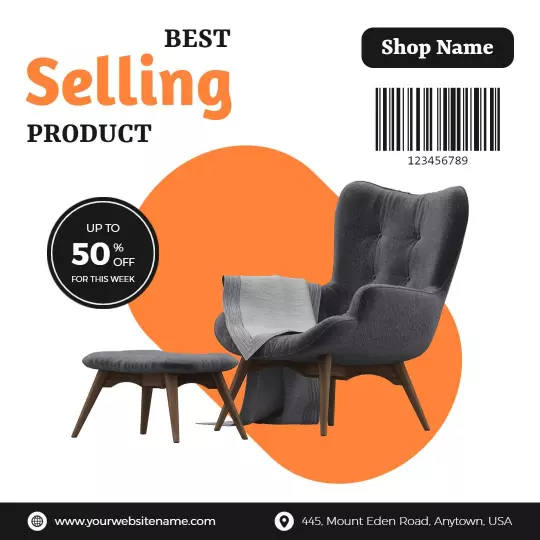 BEST
Selling
PRODUCT
Shop Name
123456789
UP TO
50 % OFF
FOR THIS WEEK
www.yourwebsitename.com
445, Mount Eden Road, Anytown, USA